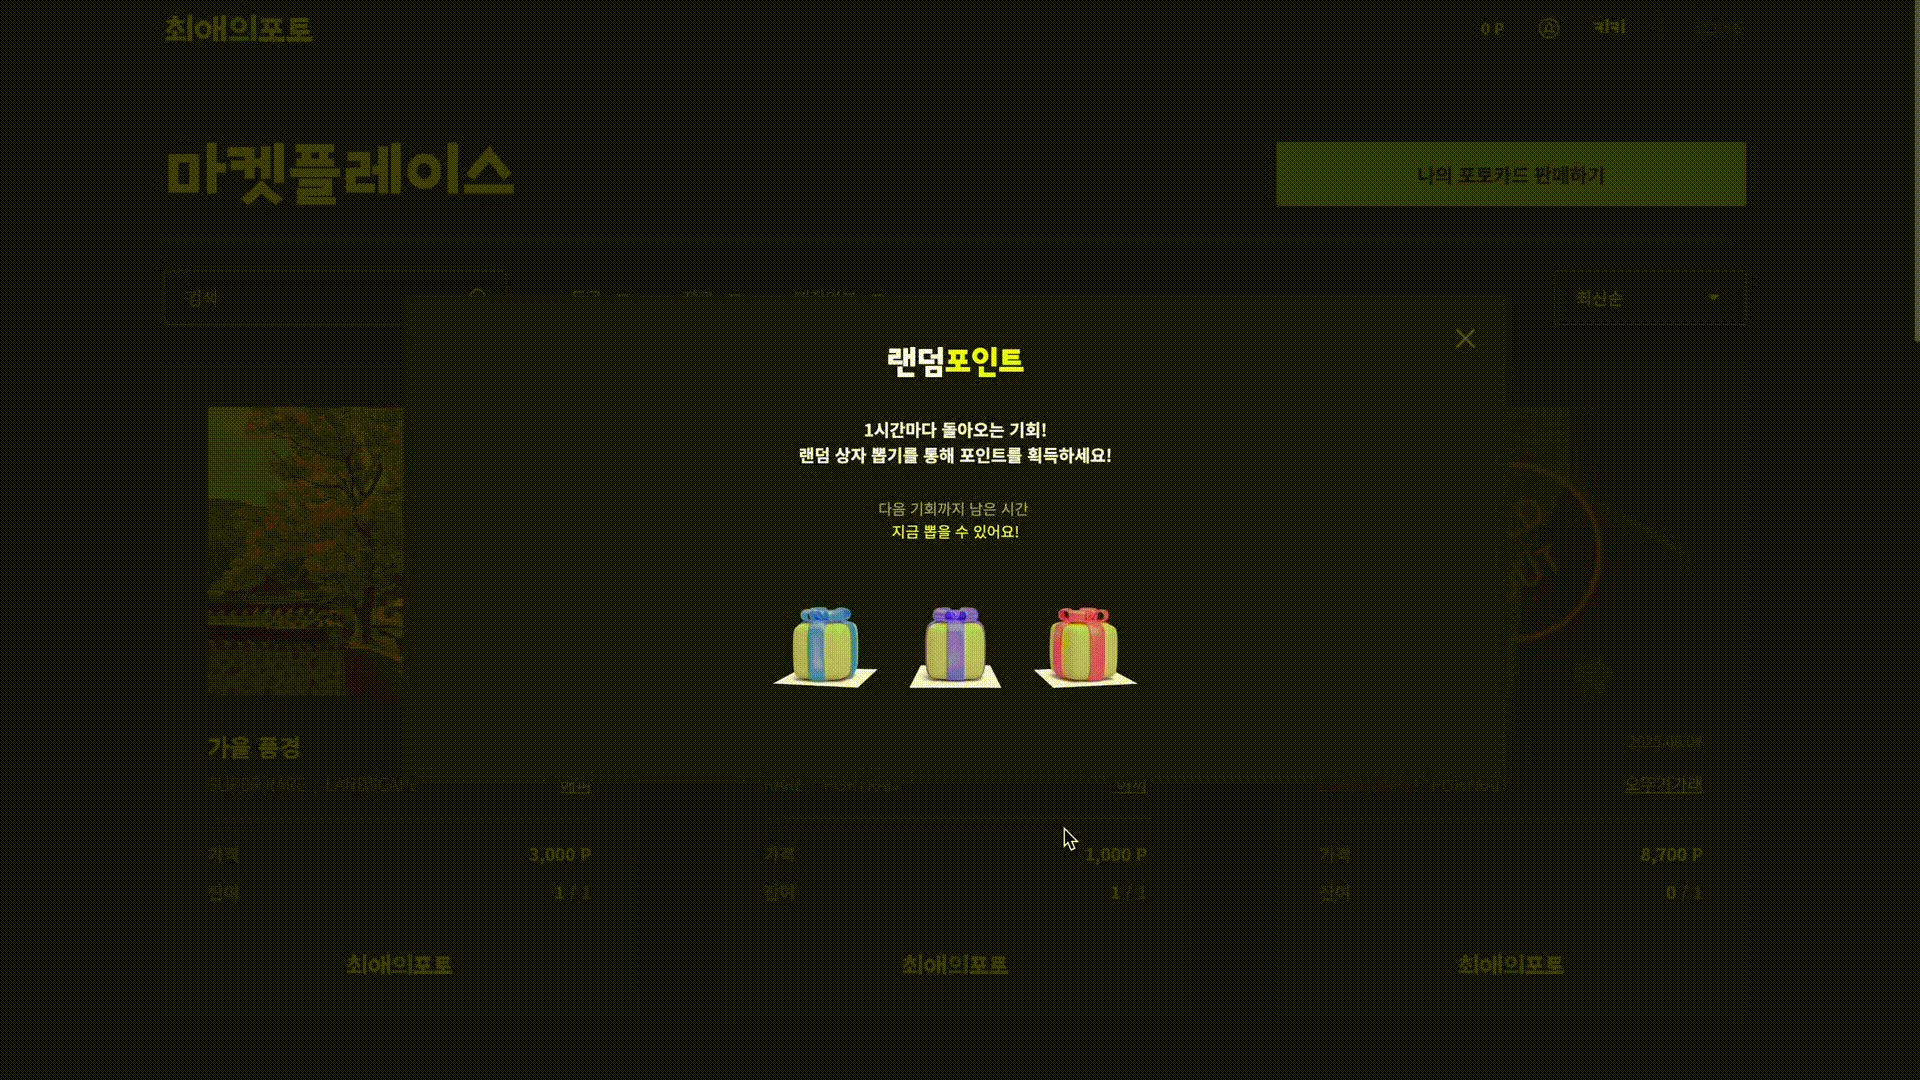 최애의포토
0 P
키키
마켓플레이스
나의 포토카드 판매하기
검색
최신순
랜덤포인트
1시간마다 돌아오는 기회!
랜덤 상자 뽑기를 통해 포인트를 획득하세요!
다음 기회까지 남은 시간
지금 뽑을 수 있어요!
가을 풍경
2025.06.04
SUPER RARE | LANDSCAPE
RARE | PORTRAIT
PORTRAIT
오뚜기가래
가격 3,000 P
가격 1,000 P
가격 8,700 P
잔여 1 / 1
잔여 1 / 1
잔여 0 / 1
최애의포토
최애의포토
최애의포토